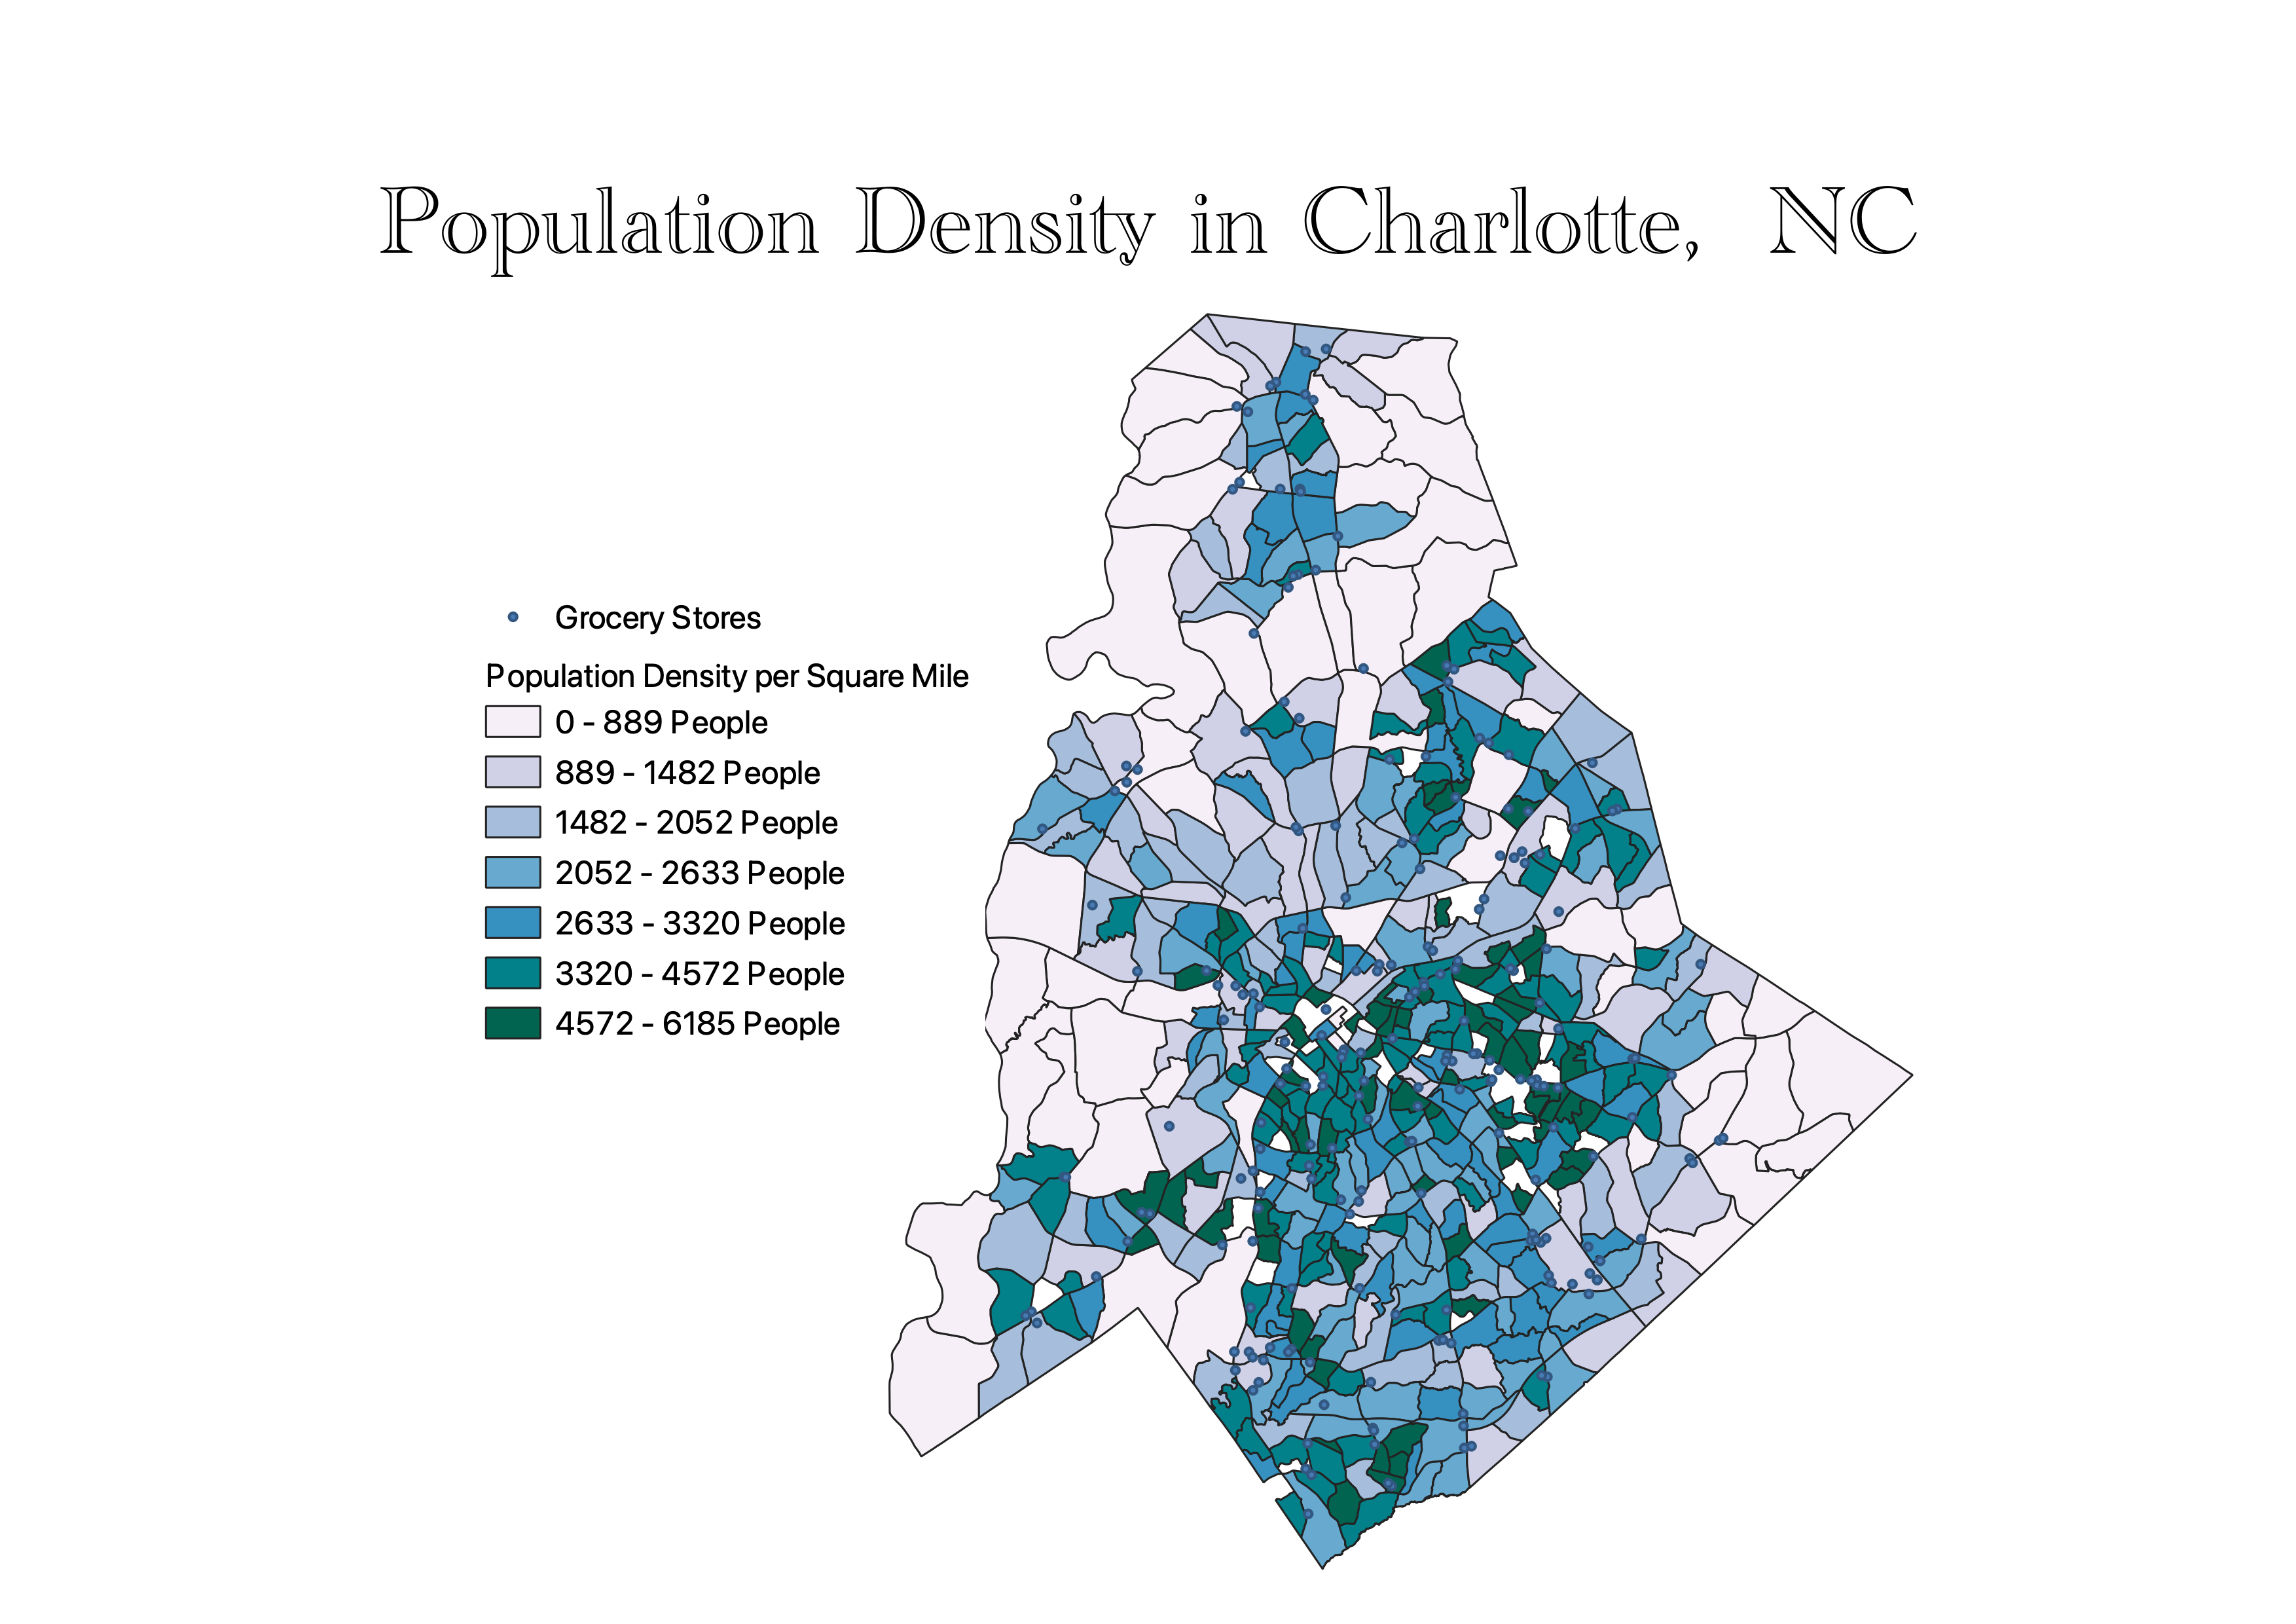 Population Density in Charlotte, NC
Grocery Stores
Population Density per Square Mile
0 - 889 People
889 - 1482 People
1482 - 2052 People
2052 - 2633 People
2633 - 3320 People
3320 - 4572 People
4572 - 6185 People